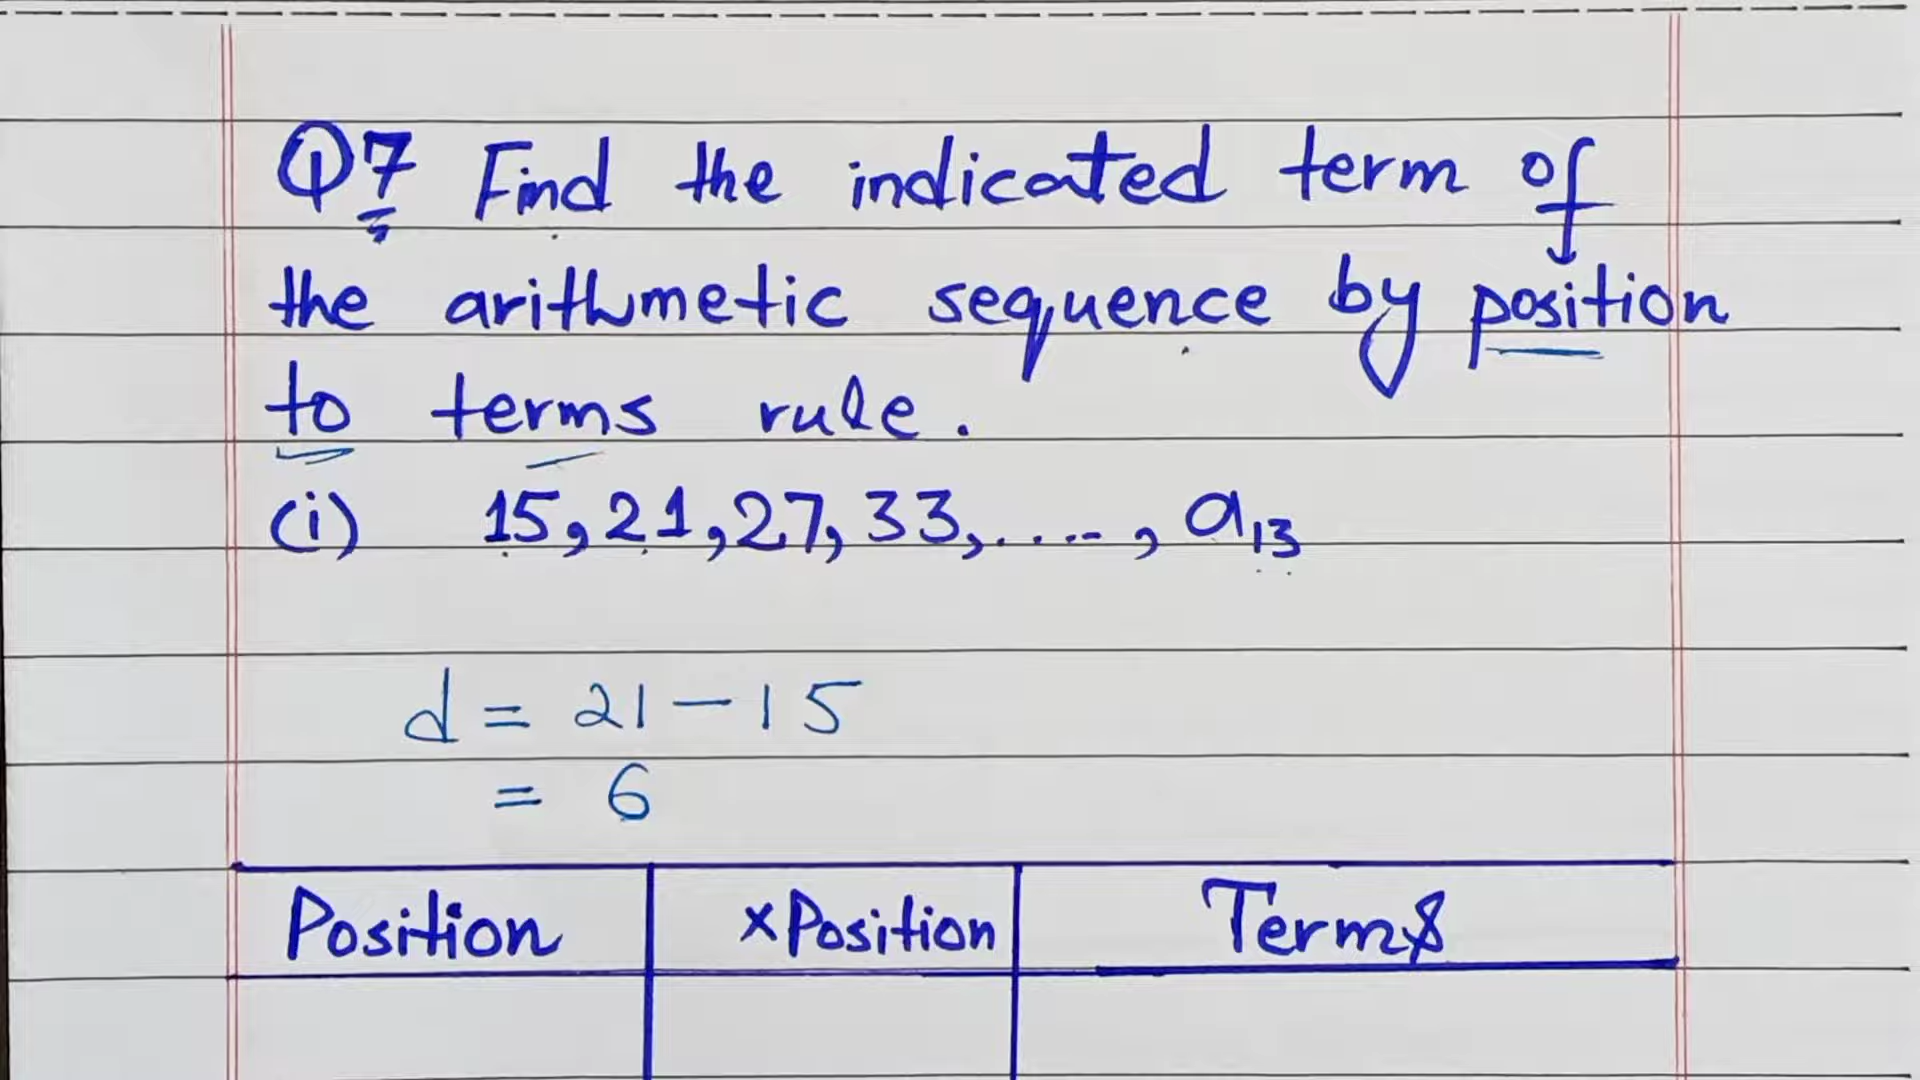 Q7 Find the indicated term of
the arithmetic sequence by position
to terms rule.
(i) 15, 21, 27, 33, ...., a₁₃
d = 21 - 15
= 6
Position xPosition Terms